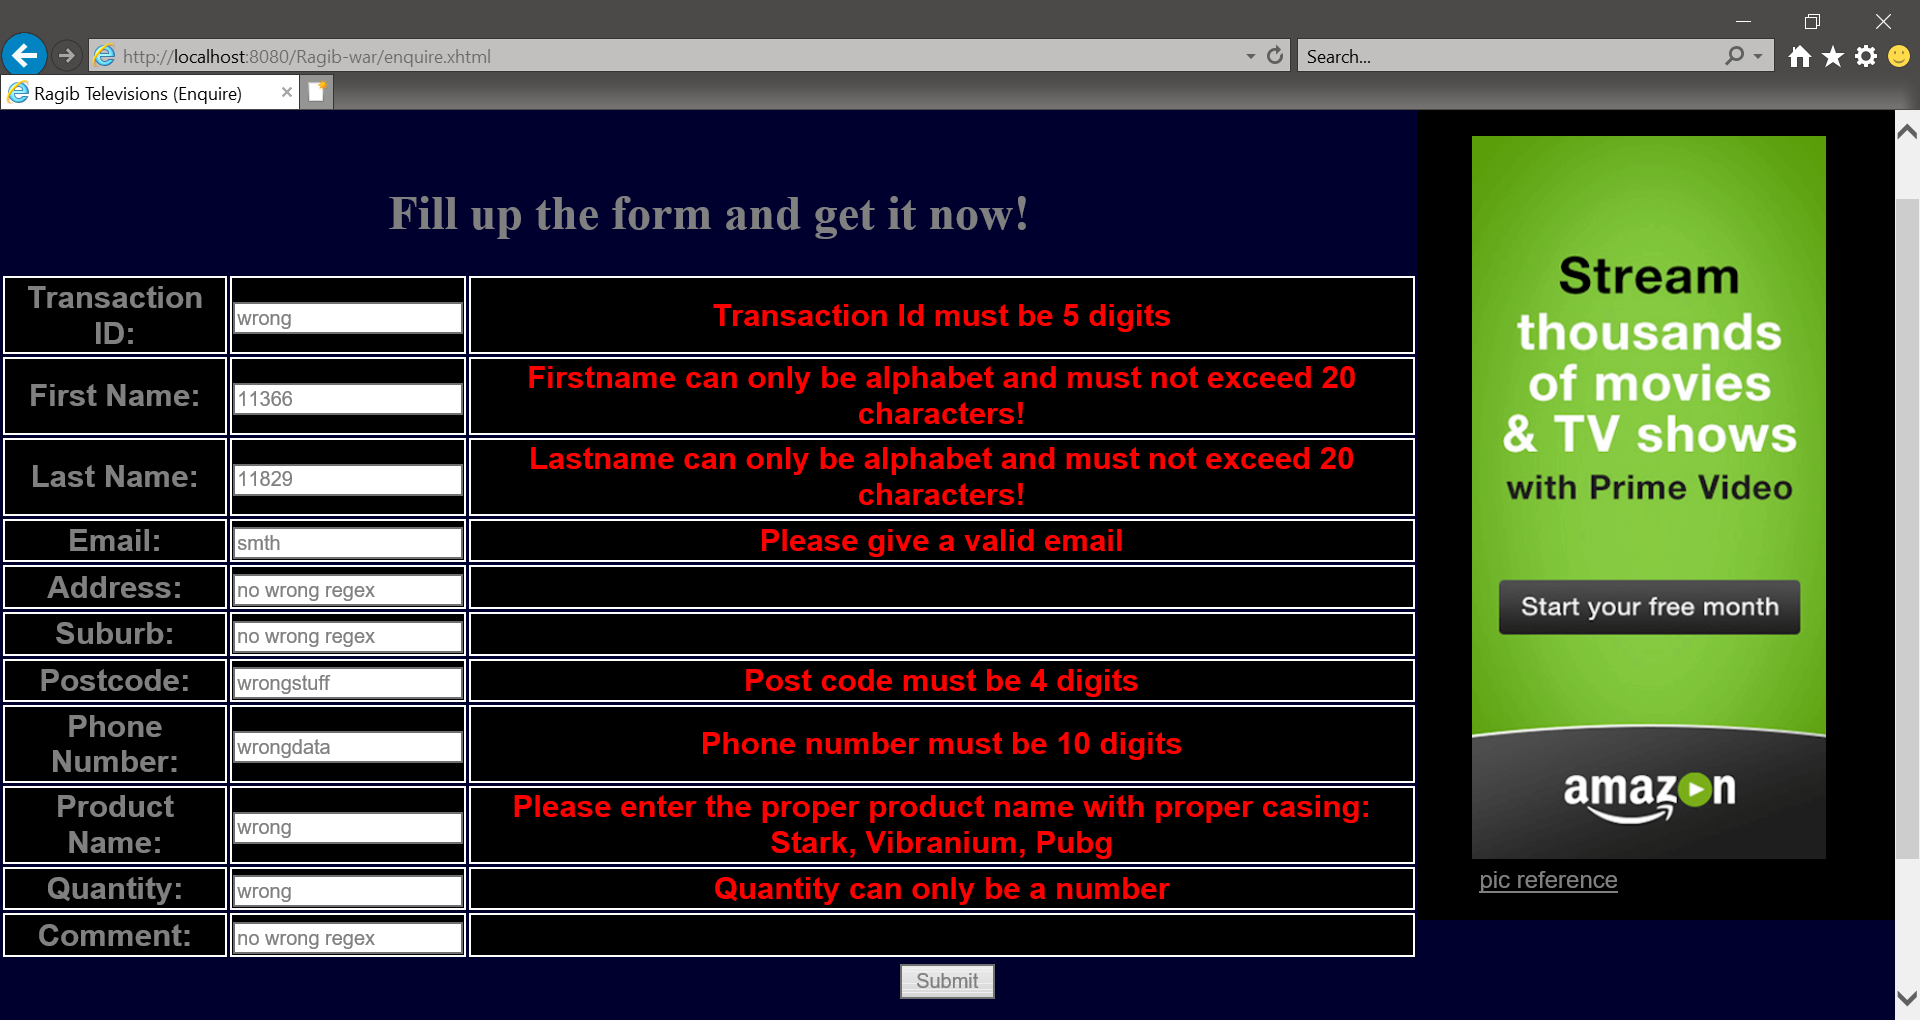 http://localhost:8080/Ragib-war/enquire.xhtml
Search...
Ragib Televisions (Enquire)
Fill up the form and get it now!
Transaction
ID:
wrong
Transaction Id must be 5 digits
First Name:
11366
Firstname can only be alphabet and must not exceed 20
characters!
Last Name:
11829
Lastname can only be alphabet and must not exceed 20
characters!
Email:
smth
Please give a valid email
Address:
no wrong regex
Suburb:
no wrong regex
Postcode:
wrongstuff
Post code must be 4 digits
Phone
Number:
wrongdata
Phone number must be 10 digits
Product
Name:
wrong
Please enter the proper product name with proper casing:
Stark, Vibranium, Pubg
Quantity:
wrong
Quantity can only be a number
Comment:
no wrong regex
Submit
Stream
thousands
of movies
& TV shows
with Prime Video
Start your free month
amazon
pic reference